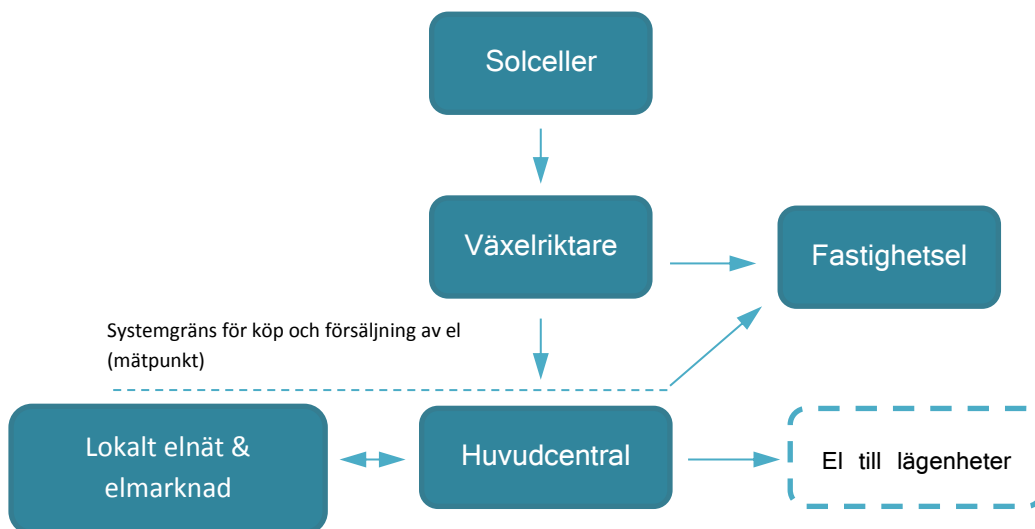 Solceller
Växelriktare
Fastighetsel
Systemgräns för köp och försäljning av el
(mätpunkt)
Lokalt elnät &
elmarknad
Huvudcentral
El till lägenheter